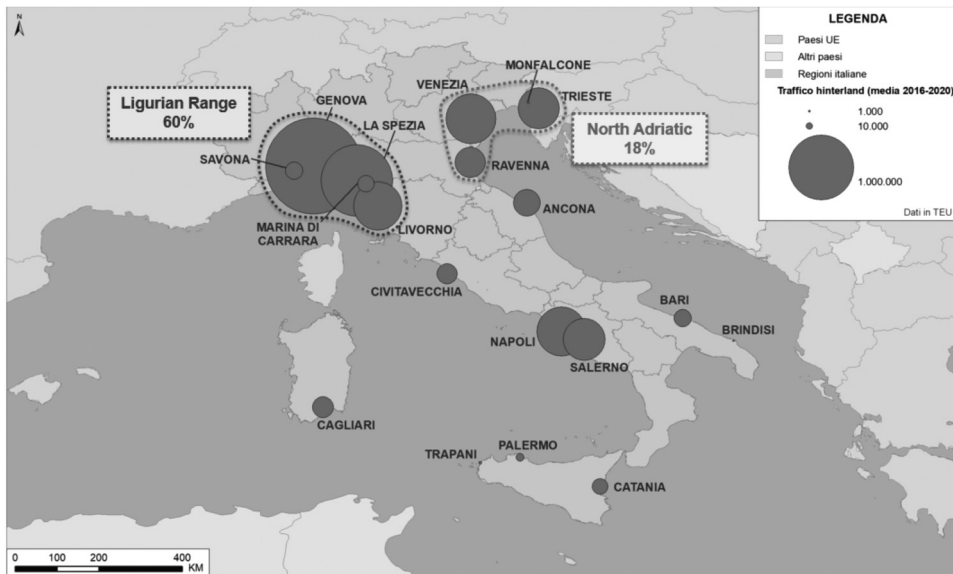 N
LEGENDA
Paesi UE
Altri paesi
Regioni italiane
Traffico hinterland (media 2016-2020)
1.000
10.000
1.000.000
Dati in TEU
Ligurian Range
60%
GENOVA
LA SPEZIA
SAVONA
MARINA DI
CARRARA
LIVORNO
VENEZIA
MONFALCONE
TRIESTE
North Adriatic
18%
RAVENNA
ANCONA
CIVITAVECCHIA
NAPOLI
SALERNO
BARI
BRINDISI
CAGLIARI
TRAPANI
PALERMO
CATANIA
0 100 200 400
KM